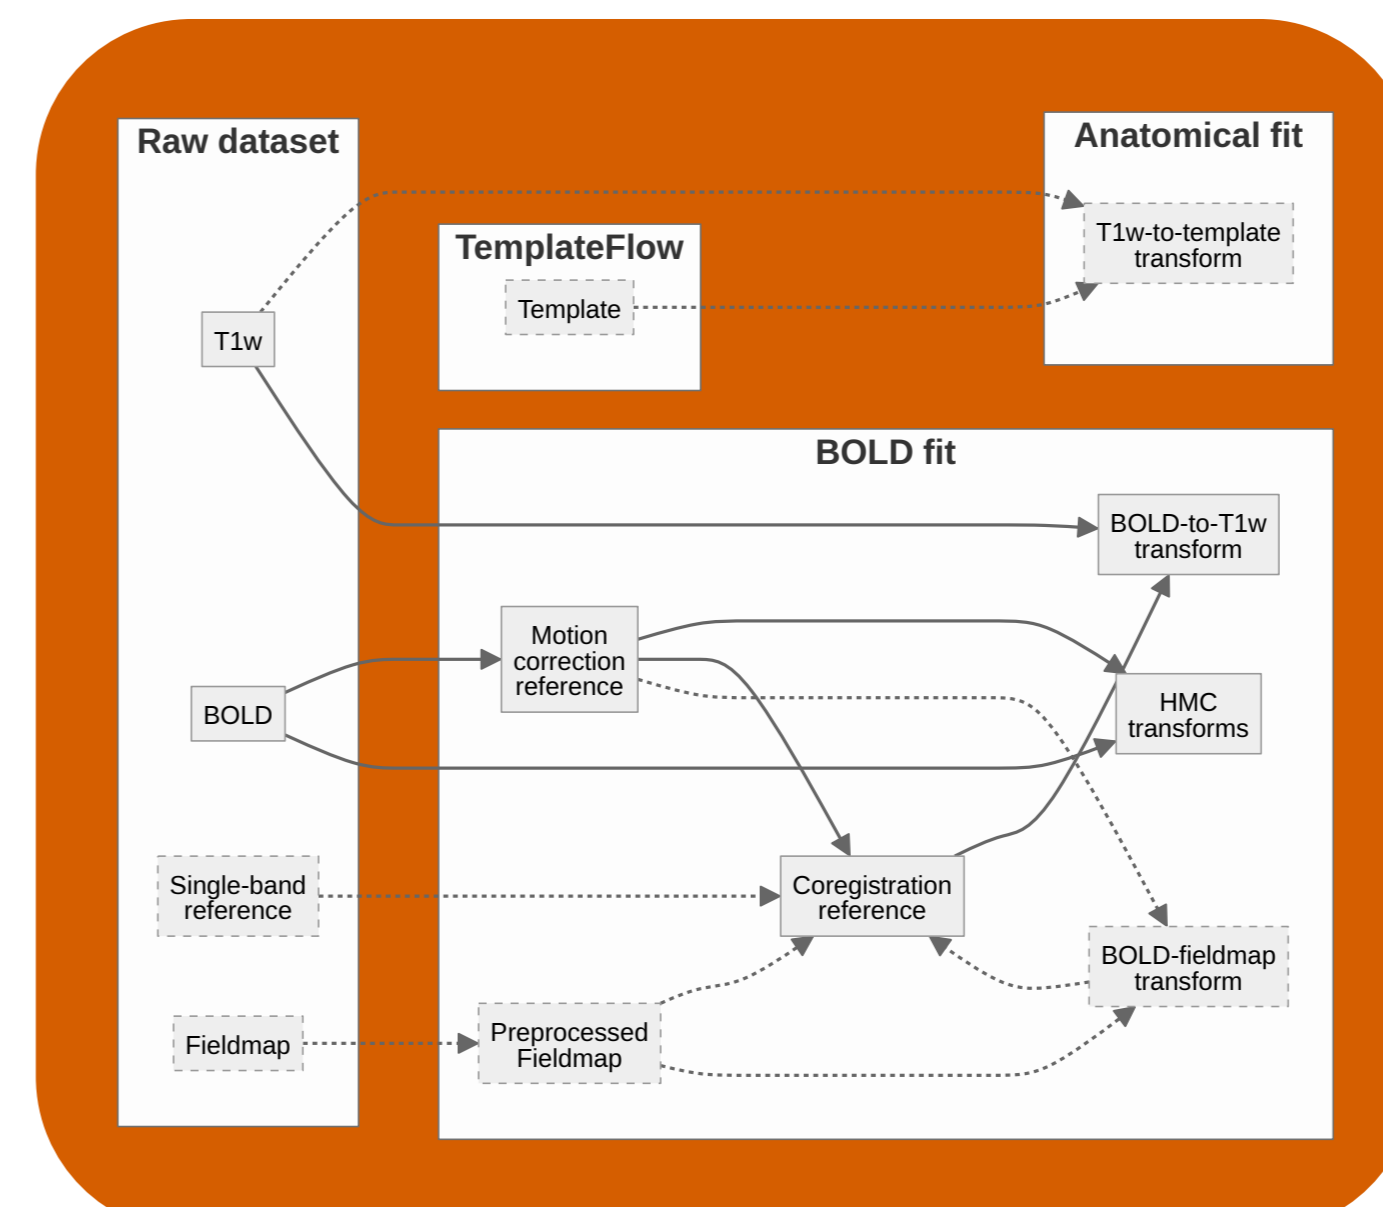 Raw dataset
T1w
BOLD
Single-band
reference
Fieldmap
TemplateFlow
Template
Anatomical fit
T1w-to-template
transform
BOLD fit
BOLD-to-T1w
transform
Motion
correction
reference
HMC
transforms
Coregistration
reference
BOLD-fieldmap
transform
Preprocessed
Fieldmap